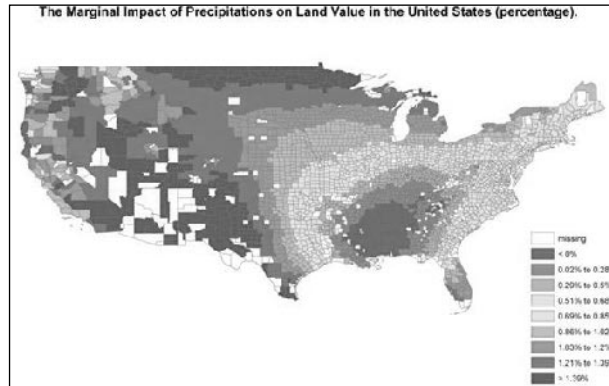 The Marginal Impact of Precipitations on Land Value in the United States (percentage).
missing
< 0%
0.02% to 0.28
0.29% to 0.5%
0.51% to 0.68
0.69% to 0.85%
0.86% to 1.02
1.03% to 1.2%
1.21% to 1.39
> 1.39%